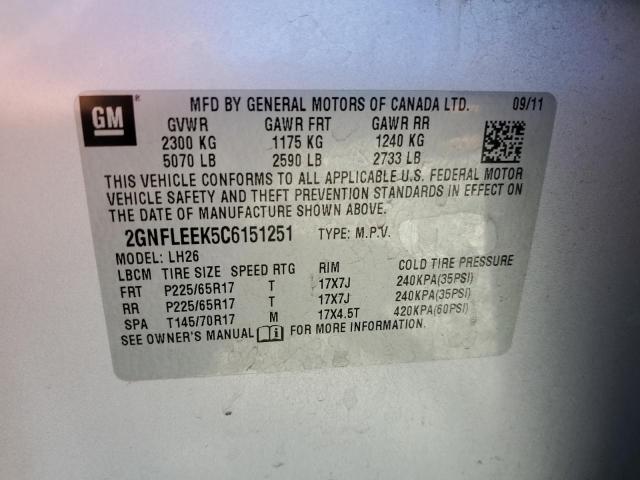 GM ® MFD BY GENERAL MOTORS OF CANADA LTD. 09/11
GVWR GAWR FRT GAWR RR
2300 KG 1175 KG 1240 KG
5070 LB 2590 LB 2733 LB
THIS VEHICLE CONFORMS TO ALL APPLICABLE U.S. FEDERAL MOTOR
VEHICLE SAFETY AND THEFT PREVENTION STANDARDS IN EFFECT ON
THE DATE OF MANUFACTURE SHOWN ABOVE.
2GNFLEEK5C6151251 TYPE: M.P.V.
MODEL: LH26
LBCM TIRE SIZE SPEED RTG RIM COLD TIRE PRESSURE
FRT P225/65R17 T 17X7J 240KPA(35PSI)
RR P225/65R17 T 17X7J 240KPA(35PSI)
SPA T145/70R17 M 17X4.5T 420KPA(60PSI)
SEE OWNER'S MANUAL FOR MORE INFORMATION.